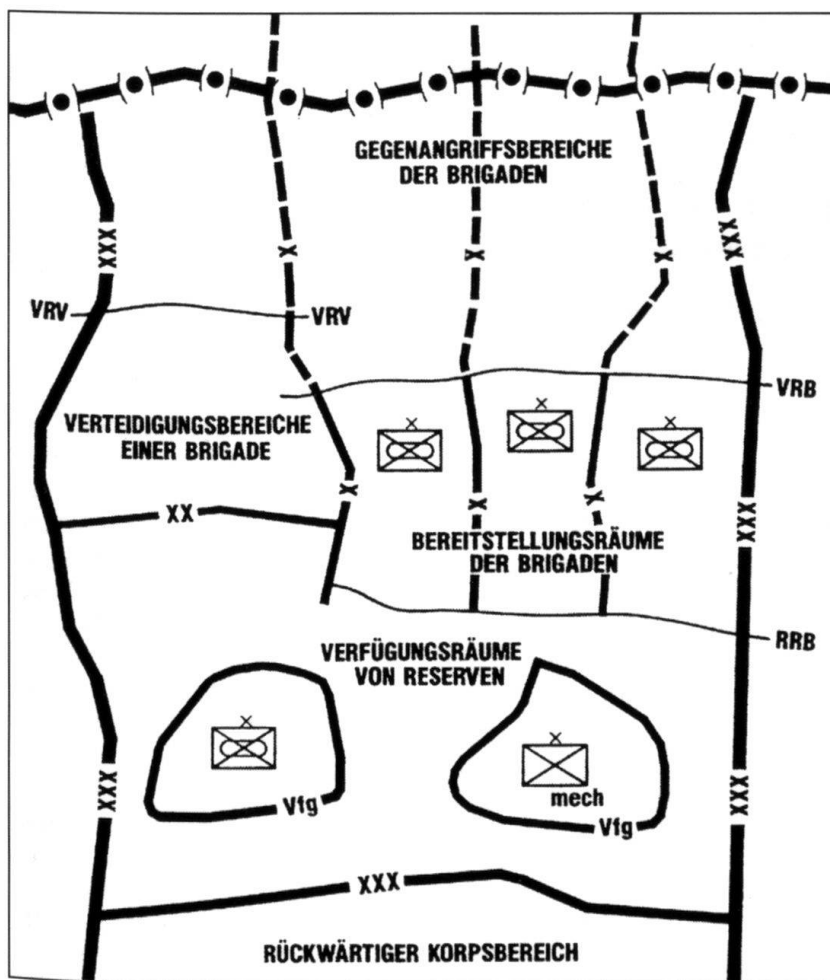 GEGENANGRIFFSBEREICHE
DER BRIGADEN
X
X
X
XXX
XXX
VRV
VRV
VRB
VERTEIDIGUNGSBEREICHE
EINER BRIGADE
X
X
X
XX
XXX
BEREITSTELLUNGSRÄUME
DER BRIGADEN
RRB
VERFÜGUNGSRÄUME
VON RESERVEN
mech
Vfg
Vfg
XXX
XXX
XXX
RÜCKWÄRTIGER KORPSBEREICH